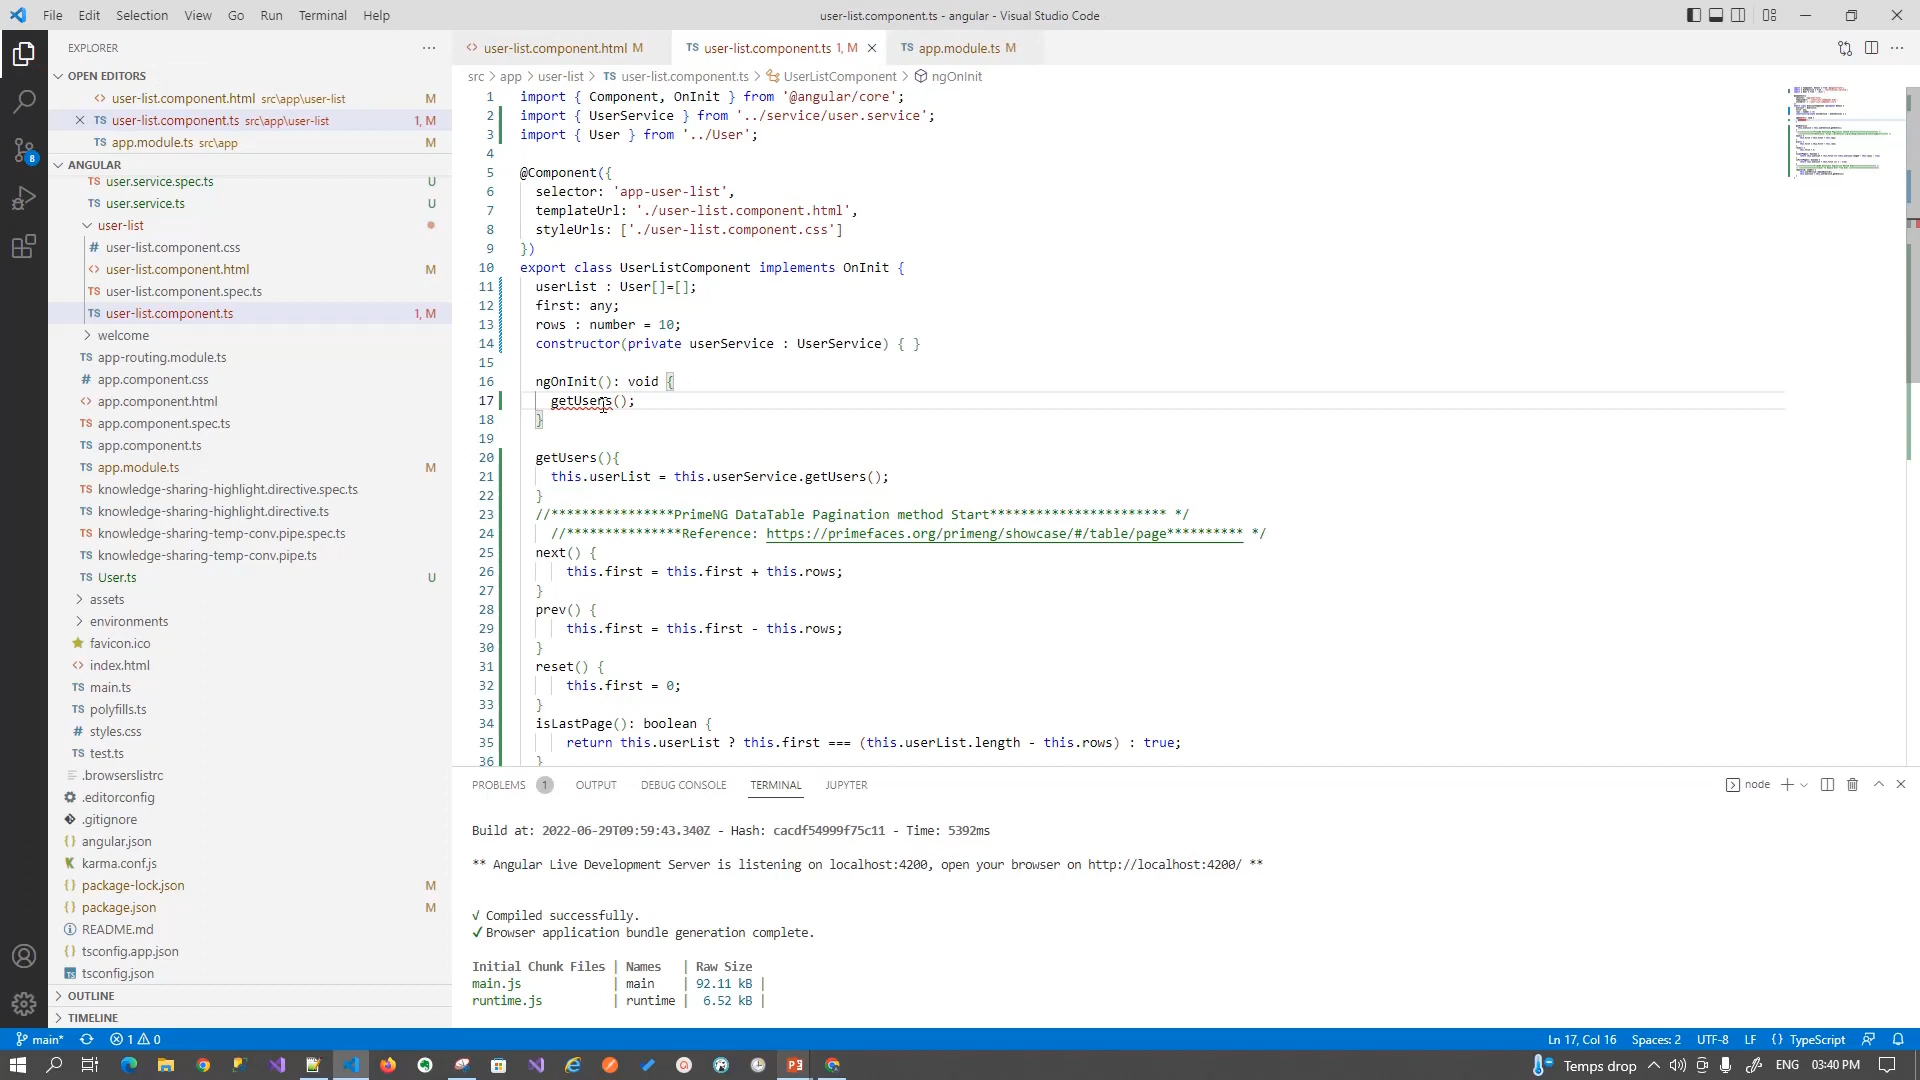 File Edit Selection View Go Run Terminal Help
user-list.component.ts - angular - Visual Studio Code
EXPLORER
OPEN EDITORS
user-list.component.html src\app\user-list M
user-list.component.ts src\app\user-list 1, M
app.module.ts src\app M
ANGULAR
user.service.spec.ts U
user.service.ts U
user-list
user-list.component.css
user-list.component.html M
user-list.component.spec.ts
user-list.component.ts 1, M
welcome
app-routing.module.ts
app.component.css
app.component.html
app.component.spec.ts
app.component.ts
app.module.ts M
knowledge-sharing-highlight.directive.spec.ts
knowledge-sharing-highlight.directive.ts
knowledge-sharing-temp-conv.pipe.spec.ts
knowledge-sharing-temp-conv.pipe.ts
User.ts U
assets
environments
favicon.ico
index.html
main.ts
polyfills.ts
styles.css
test.ts
.browserslistrc
.editorconfig
.gitignore
angular.json
karma.conf.js
package-lock.json M
package.json M
README.md
tsconfig.app.json
tsconfig.json
OUTLINE
TIMELINE
user-list.component.html M
user-list.component.ts 1, M
app.module.ts M
src > app > user-list > TS user-list.component.ts > UserListComponent > ngOnInit
1 import { Component, OnInit } from '@angular/core';
2 import { UserService } from '../service/user.service';
3 import { User } from '../User';
4
5 @Component({
6 selector: 'app-user-list',
7 templateUrl: './user-list.component.html',
8 styleUrls: ['./user-list.component.css']
9 })
10 export class UserListComponent implements OnInit {
11 userList : User[]=[];
12 first: any;
13 rows : number = 10;
14 constructor(private userService : UserService) { }
15
16 ngOnInit(): void {
17 getUsers();
18 }
19
20 getUsers(){
21 this.userList = this.userService.getUsers();
22 }
23 //****************PrimeNG DataTable Pagination method Start*********************** */
24 //***************Reference: https://primefaces.org/primeng/showcase/#/table/page********** */
25 next() {
26 this.first = this.first + this.rows;
27 }
28 prev() {
29 this.first = this.first - this.rows;
30 }
31 reset() {
32 this.first = 0;
33 }
34 isLastPage(): boolean {
35 return this.userList ? this.first === (this.userList.length - this.rows) : true;
36 }
PROBLEMS 1 OUTPUT DEBUG CONSOLE TERMINAL JUPYTER
node
Build at: 2022-06-29T09:59:43.340Z - Hash: cacdf54999f75c11 - Time: 5392ms
** Angular Live Development Server is listening on localhost:4200, open your browser on http://localhost:4200/ **
√ Compiled successfully.
✓ Browser application bundle generation complete.
Initial Chunk Files | Names | Raw Size
main.js | main | 92.11 kB |
runtime.js | runtime | 6.52 kB |
main* 1 0
Ln 17, Col 16 Spaces: 2 UTF-8 LF {} TypeScript
Temps drop ENG 03:40 PM